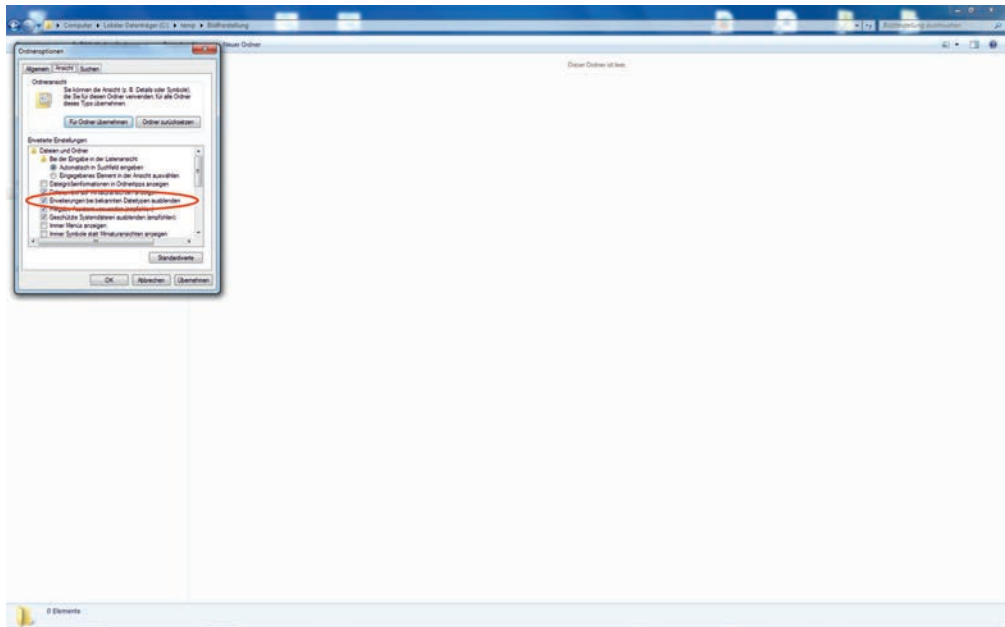 Computer ▸ Lokaler Datenträger (C:) ▸ temp ▸ Bilderstellung
Bilderstellung durchsuchen
Neuer Ordner
Ordneroptionen
Allgemein Ansicht Suchen
Dieser Ordner ist leer.
Ordneransicht
Sie können die Ansicht (z. B. Details oder Symbole),
die Sie für diesen Ordner verwenden, für alle Ordner
dieses Typs übernehmen.
Für Ordner übernehmen Ordner zurücksetzen
Erweiterte Einstellungen:
Dateien und Ordner
Bei der Eingabe in der Listenansicht
Automatisch in Suchfeld eingeben
Eingegebenes Element in der Ansicht auswählen
Dateigrößeinformationen in Ordnertipps anzeigen
Erweiterungen bei bekannten Dateitypen ausblenden
Geschützte Systemdateien ausblenden (empfohlen)
Immer Menüs anzeigen
Immer Symbole statt Miniaturansichten anzeigen
Standardwerte
OK Abbrechen Übernehmen
0 Elemente